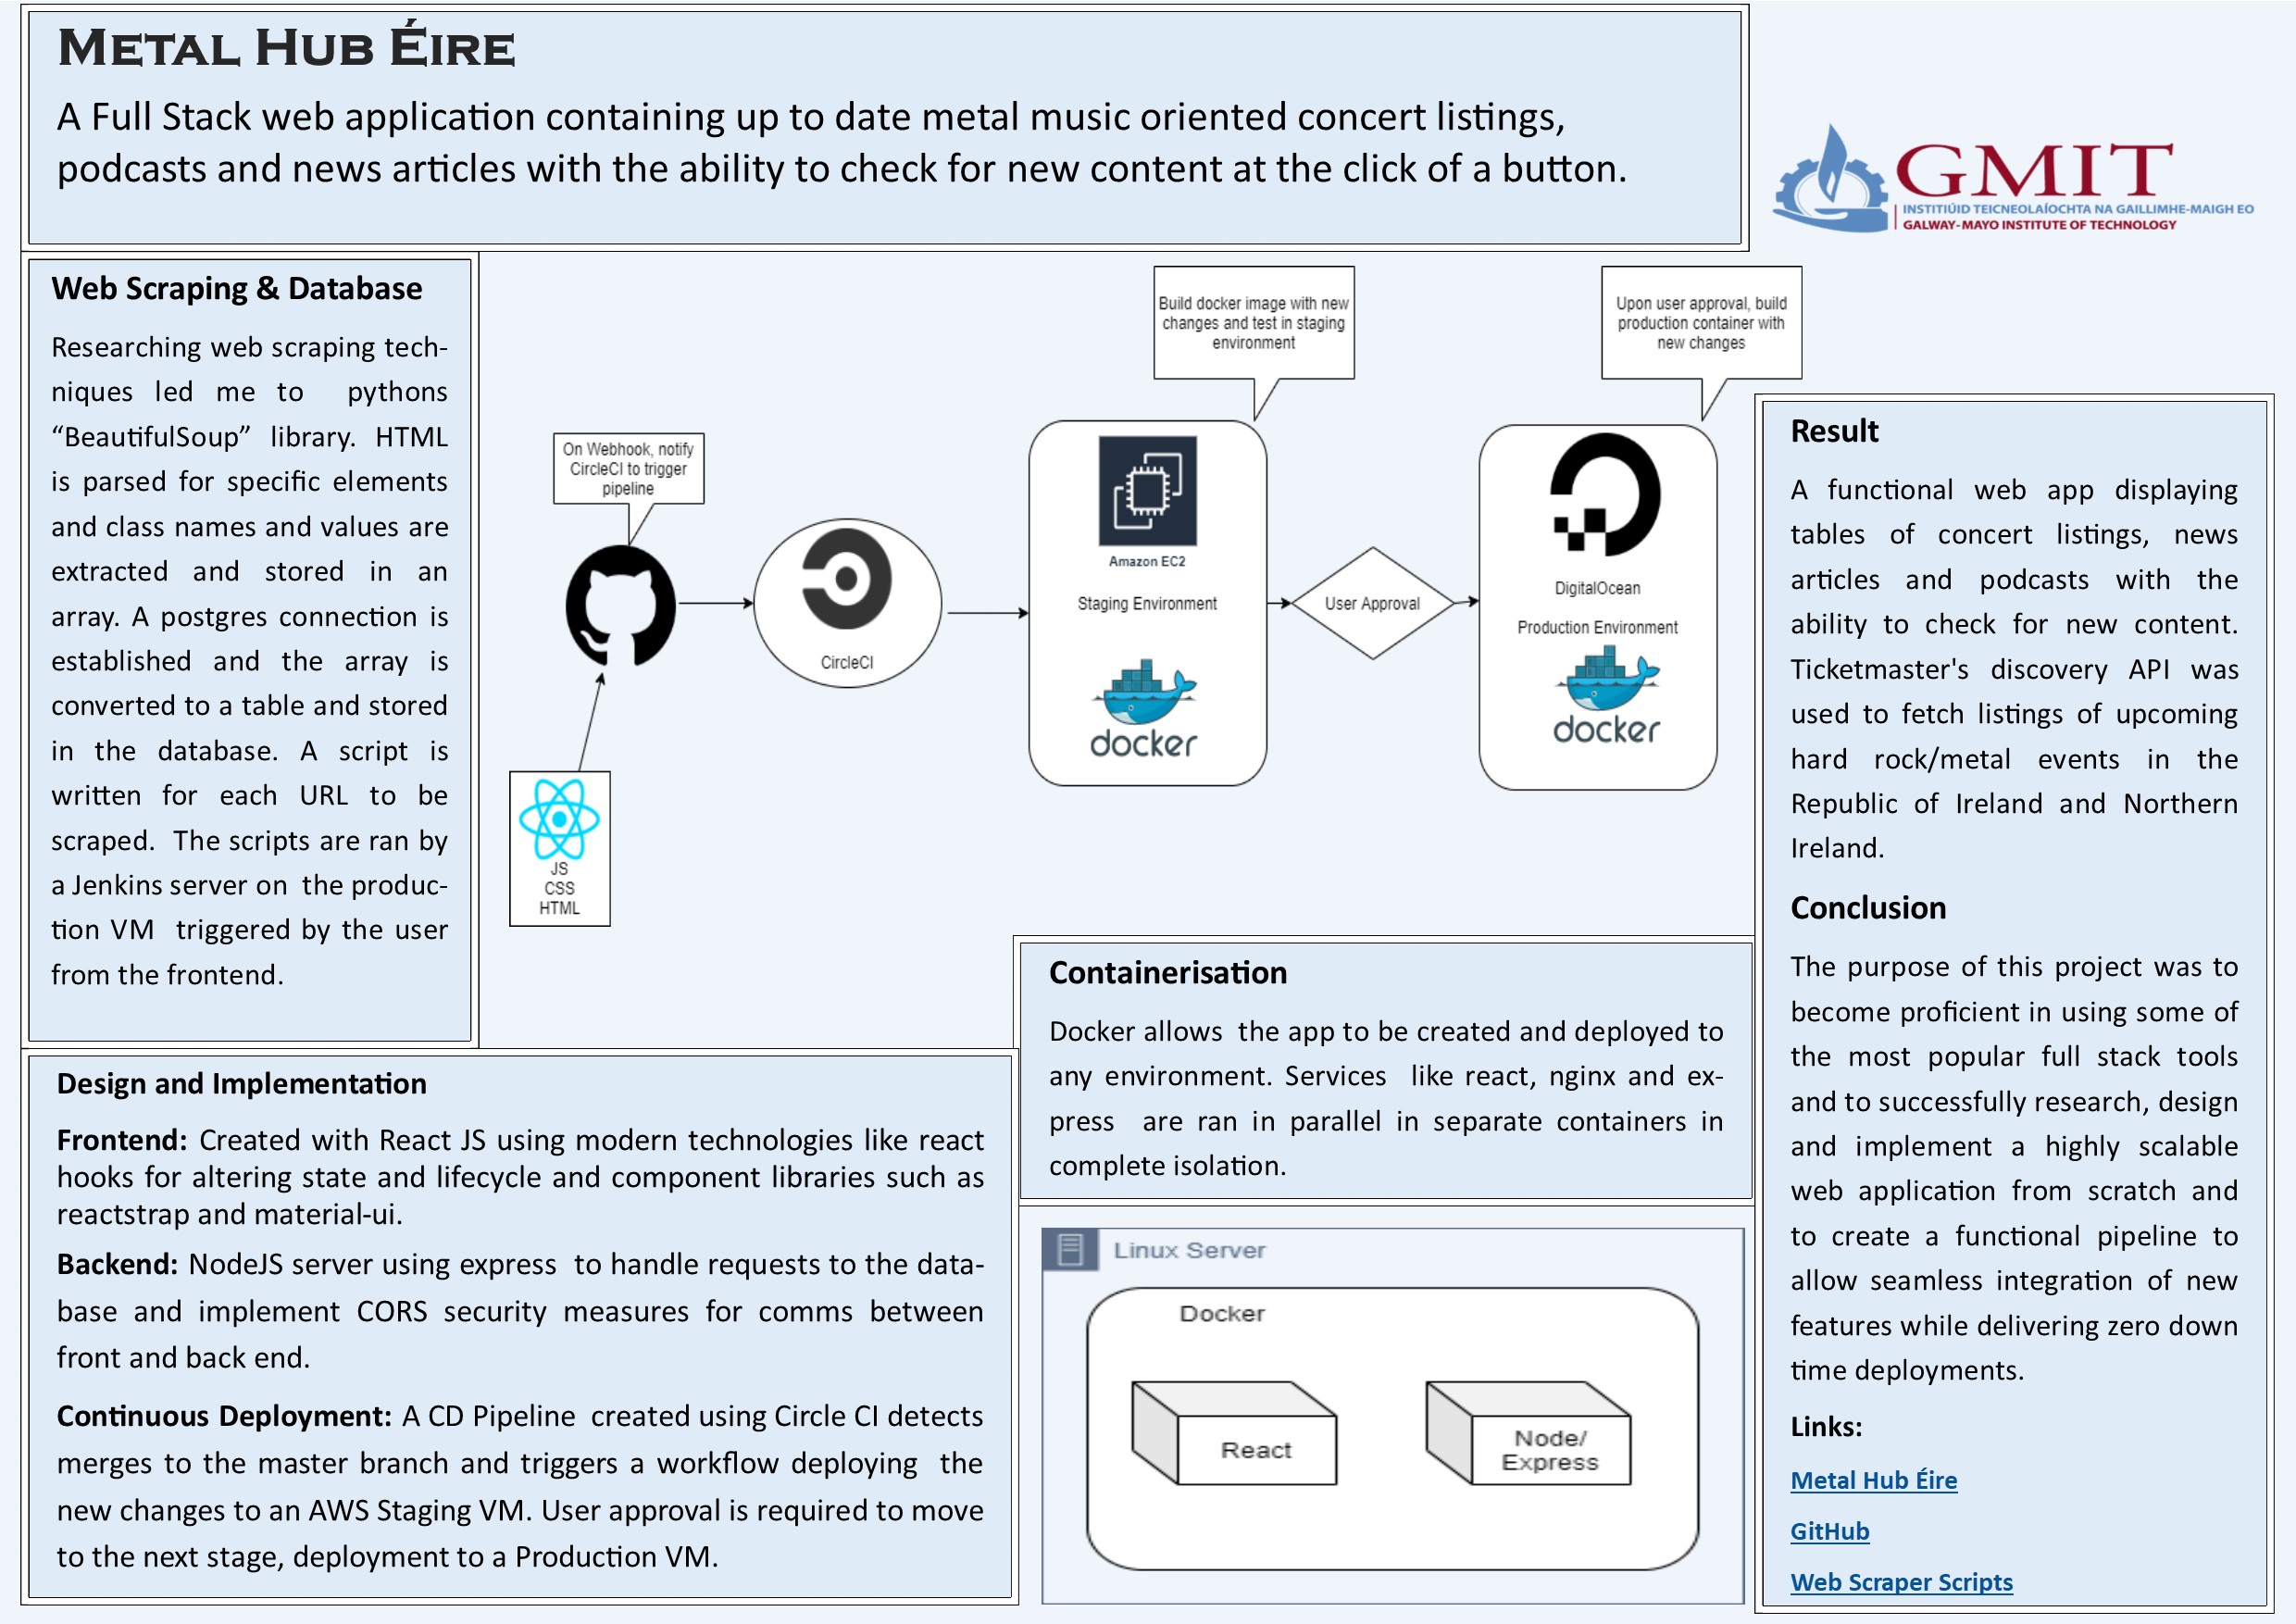 METAL HUB ÉIRE
A Full Stack web application containing up to date metal music oriented concert listings,
podcasts and news articles with the ability to check for new content at the click of a button.
GMIT
INSTITIÚID TEICNEOLAÍOCHTA NA GAILLIMHE-MAIGH EO
GALWAY-MAYO INSTITUTE OF TECHNOLOGY
Web Scraping & Database
Researching web scraping tech-
niques led me to pythons
“BeautifulSoup” library. HTML
is parsed for specific elements
and class names and values are
extracted and stored in an
array. A postgres connection is
established and the array is
converted to a table and stored
in the database. A script is
written for each URL to be
scraped. The scripts are ran by
a Jenkins server on the produc-
tion VM triggered by the user
from the frontend.
On Webhook, notify
CircleCI to trigger
pipeline
JS
CSS
HTML
CircleCI
Build docker image with new
changes and test in staging
environment
Amazon EC2
Staging Environment
docker
User Approval
Upon user approval, build
production container with
new changes
DigitalOcean
Production Environment
docker
Design and Implementation
Frontend: Created with React JS using modern technologies like react
hooks for altering state and lifecycle and component libraries such as
reactstrap and material-ui.
Backend: NodeJS server using express to handle requests to the data-
base and implement CORS security measures for comms between
front and back end.
Continuous Deployment: A CD Pipeline created using Circle CI detects
merges to the master branch and triggers a workflow deploying the
new changes to an AWS Staging VM. User approval is required to move
to the next stage, deployment to a Production VM.
Containerisation
Docker allows the app to be created and deployed to
any environment. Services like react, nginx and ex-
press are ran in parallel in separate containers in
complete isolation.
Linux Server
Docker
React
Node/
Express
Result
A functional web app displaying
tables of concert listings, news
articles and podcasts with the
ability to check for new content.
Ticketmaster's discovery API was
used to fetch listings of upcoming
hard rock/metal events in the
Republic of Ireland and Northern
Ireland.
Conclusion
The purpose of this project was to
become proficient in using some of
the most popular full stack tools
and to successfully research, design
and implement a highly scalable
web application from scratch and
to create a functional pipeline to
allow seamless integration of new
features while delivering zero down
time deployments.
Links:
Metal Hub Éire
GitHub
Web Scraper Scripts